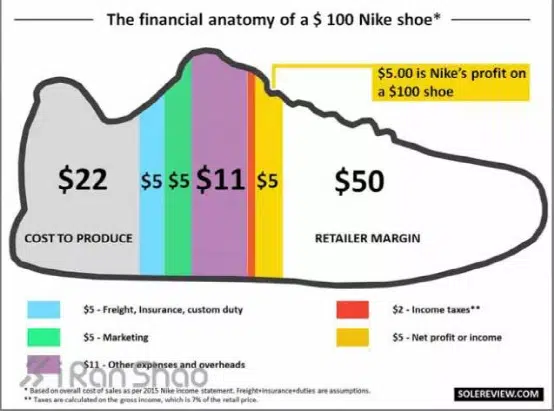 The financial anatomy of a $ 100 Nike shoe*
$5.00 is Nike's profit on
a $100 shoe
$22
$5
$5
$11
$5
$50
COST TO PRODUCE
RETAILER MARGIN
$5 - Freight, Insurance, custom duty
$2 - Income taxes**
$5 - Marketing
$5 - Net profit or income
$11 - Other expenses and overheads
iRanShao
* Based on overall cost of sales as per 2015 Nike income statement. Freight+insurance+duties are assumptions.
** Taxes are calculated on the gross income, which is 7% of the retail price.
SOLEREVIEW.COM